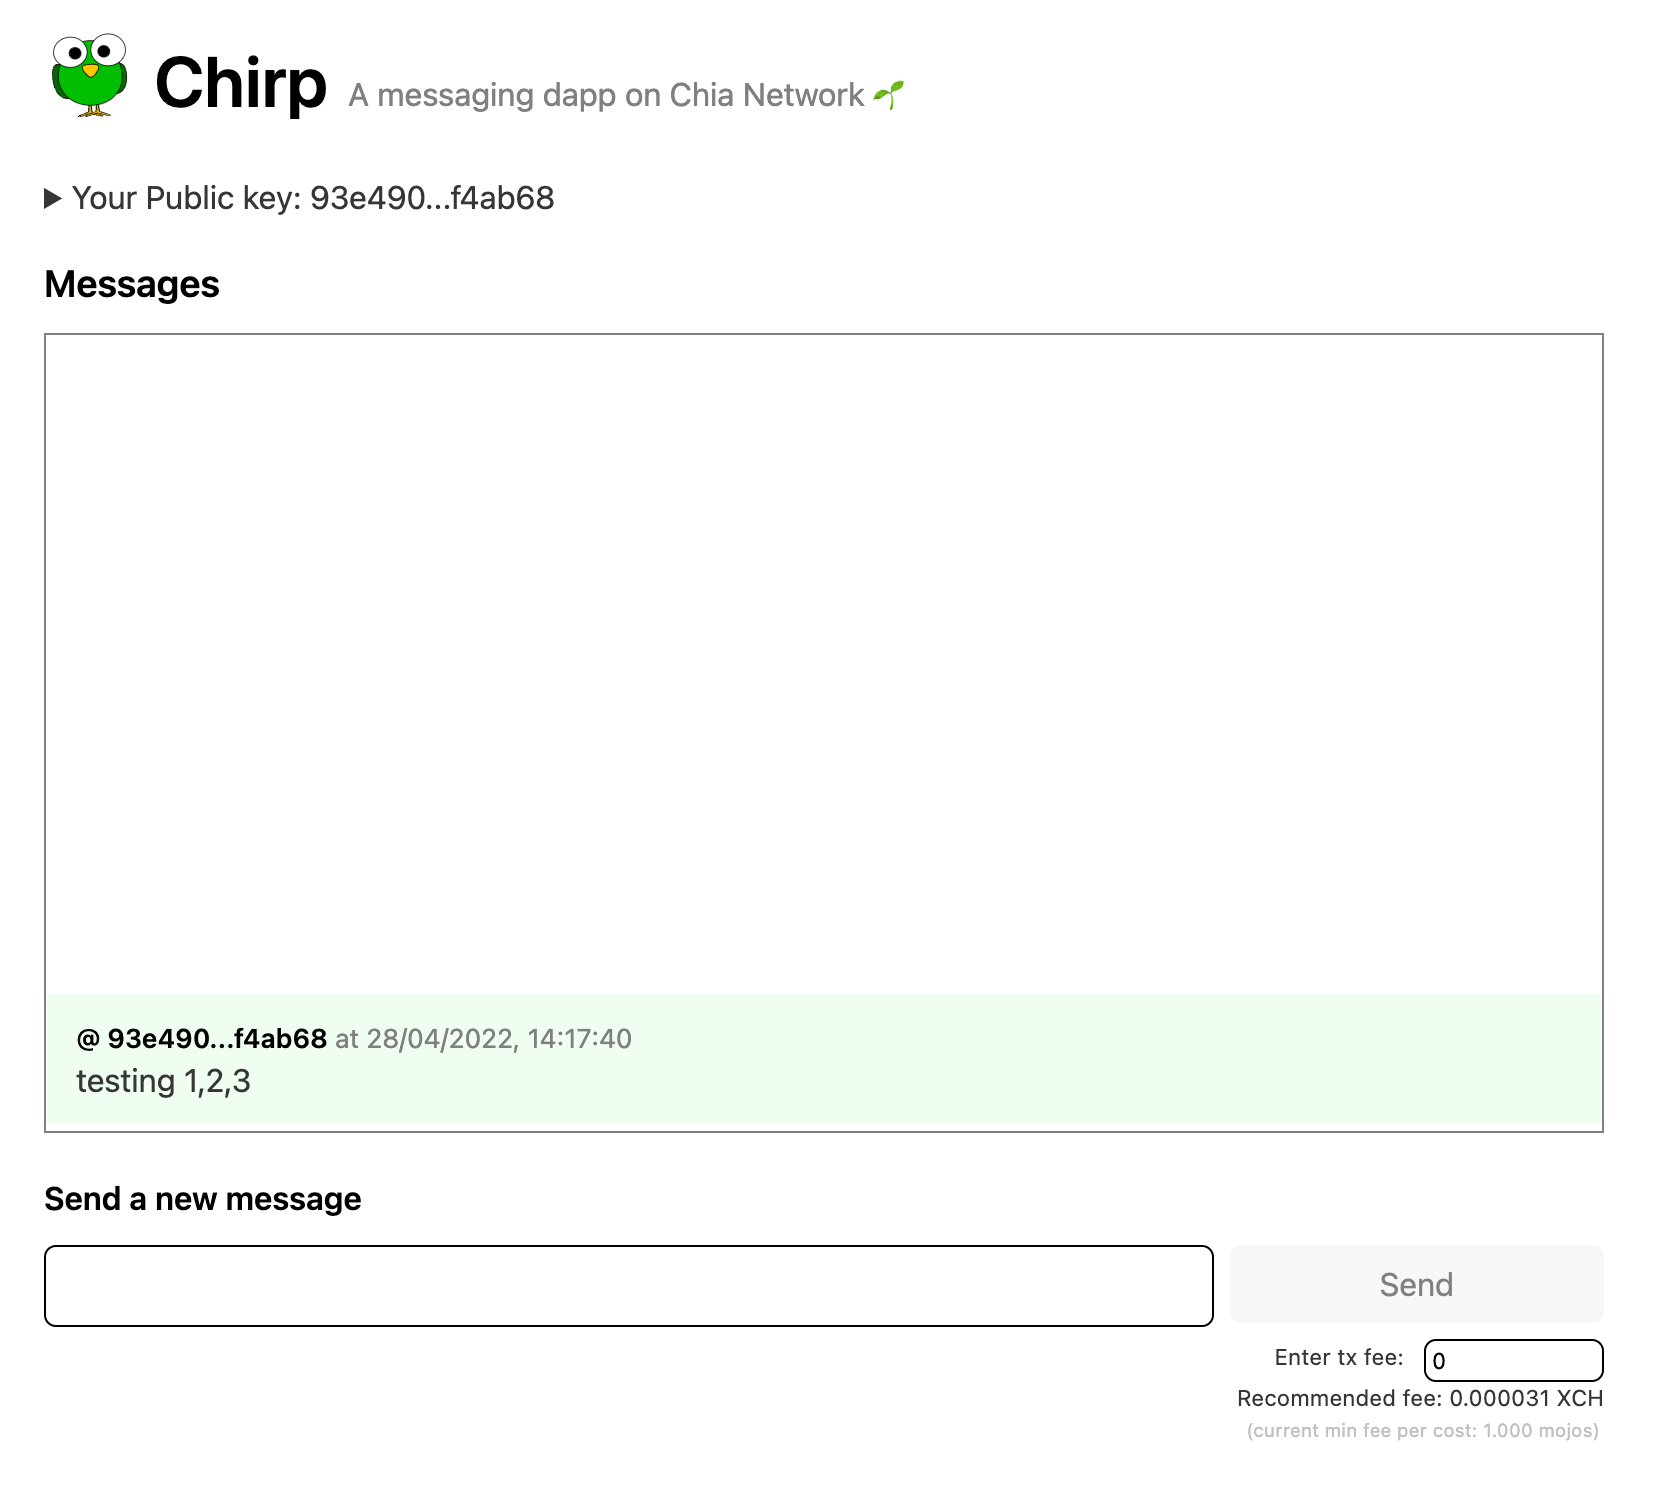 Chirp A messaging dapp on Chia Network
Your Public key: 93e490...f4ab68
Messages
@ 93e490...f4ab68 at 28/04/2022, 14:17:40
testing 1,2,3
Send a new message
Send
Enter tx fee: 0
Recommended fee: 0.000031 XCH
(current min fee per cost: 1.000 mojos)